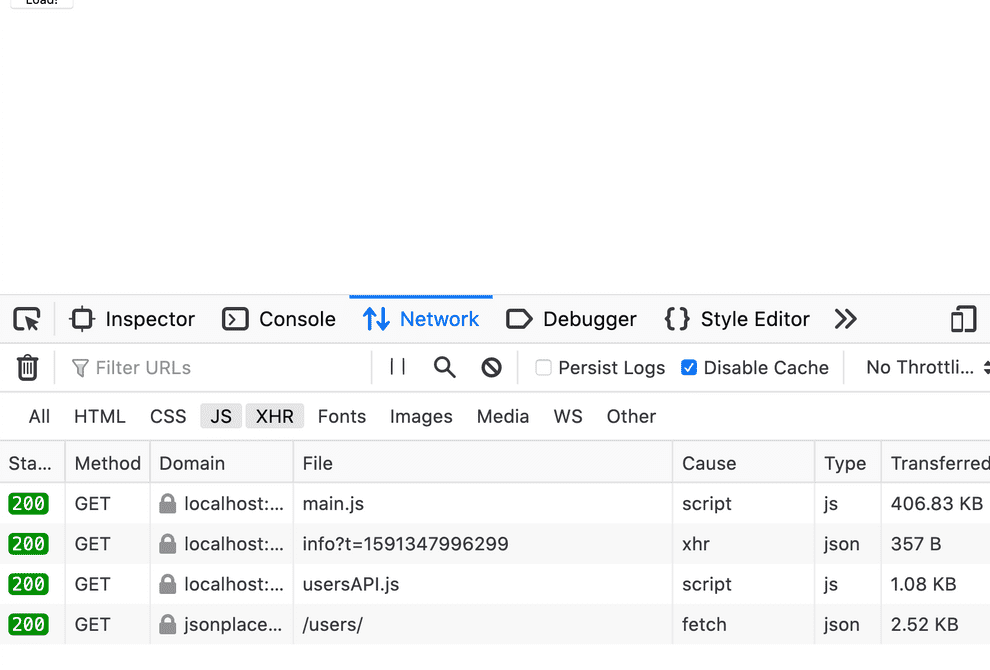 Load!
Inspector Console Network Debugger { } Style Editor
Filter URLs Persist Logs Disable Cache No Throttli...
All HTML CSS JS XHR Fonts Images Media WS Other
Sta... Method Domain File Cause Type Transferred
200 GET localhost:... main.js script js 406.83 KB
200 GET localhost:... info?t=1591347996299 xhr json 357 B
200 GET localhost:... usersAPI.js script js 1.08 KB
200 GET jsonplace... /users/ fetch json 2.52 KB